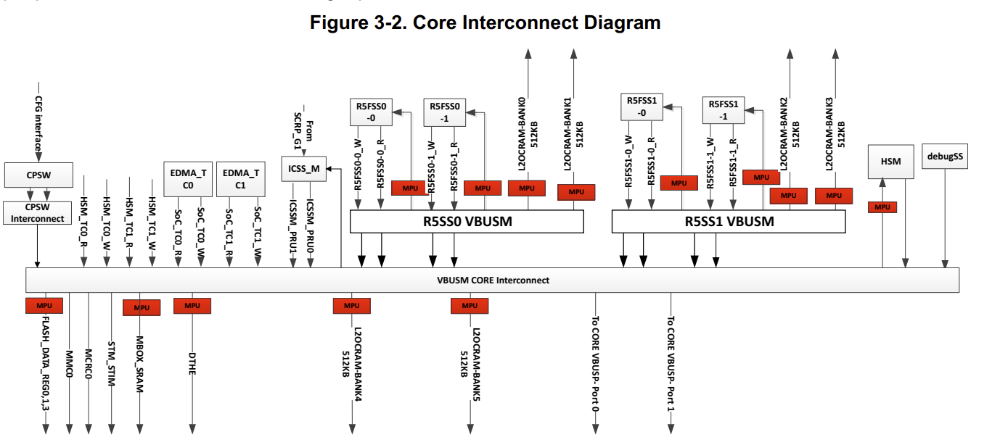 Figure 3-2. Core Interconnect Diagram
CFG interface
CPSW
CPSW
Interconnect
HSM_TC0_R
HSM_TC0_W
HSM_TC1_R
HSM_TC1_W
EDMA_T
C0
EDMA_T
C1
SoC_TC0_R
SoC_TC0_W
SoC_TC1_R
SoC_TC1_W
From
SCRP_G1
ICSS_M
ICSSM_PRU1
ICSSM_PRU0
R5FSS0
-0
R5FSS0
-1
R5FSS0-0_W
R5FSS0-0_R
MPU
R5FSS0-1_W
R5FSS0-1_R
MPU
L2OCRAM-BANK0
512KB
MPU
L2OCRAM-BANK1
512KB
MPU
R5SS0 VBUSM
R5FSS1
-0
R5FSS1
-1
R5FSS1-0_W
R5FSS1-0_R
MPU
R5FSS1-1_W
R5FSS1-1_R
MPU
L2OCRAM-BANK2
512KB
MPU
L2OCRAM-BANK3
512KB
MPU
R5SS1 VBUSM
HSM
MPU
debugSS
VBUSM CORE Interconnect
MPU
FLASH_DATA_REG0,1,3
MMC0
MCRC0
STM_STIM
MPU
MBOX_SRAM
MPU
DTHE
MPU
L2OCRAM-BANK4
512KB
MPU
L2OCRAM-BANK5
512KB
To CORE VBUSP- Port 0
To CORE VBUSP- Port 1